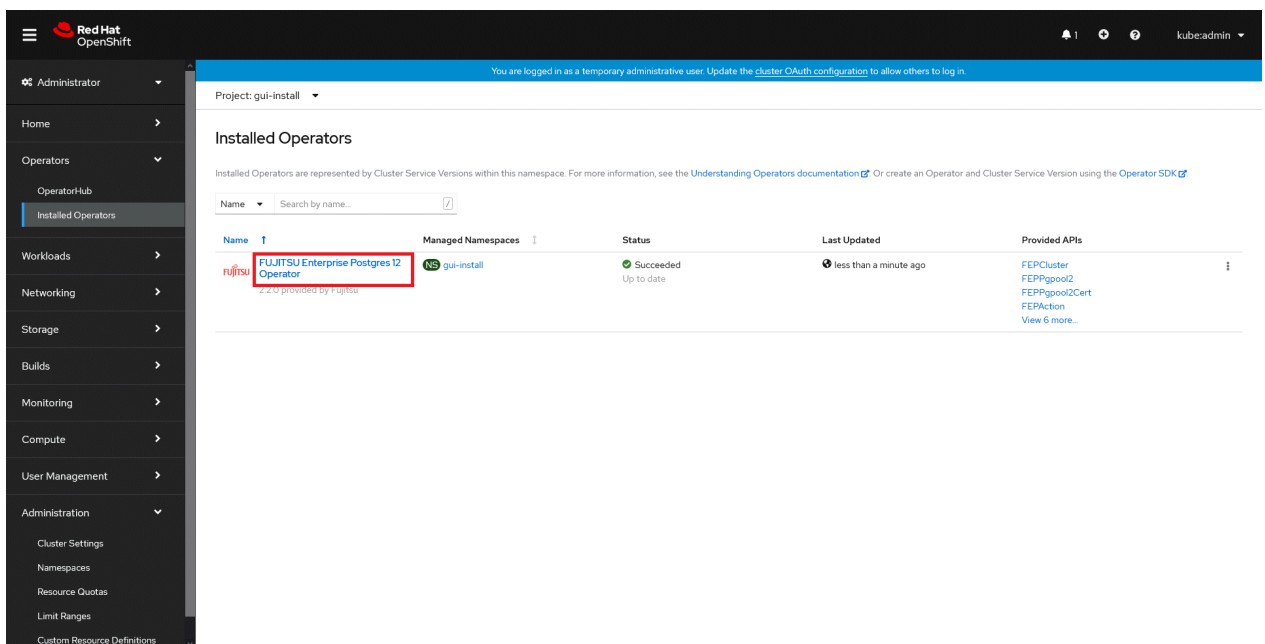 Red Hat
OpenShift
1
kube:admin
You are logged in as a temporary administrative user. Update the cluster OAuth configuration to allow others to log in.
Administrator
Home
Operators
OperatorHub
Installed Operators
Workloads
Networking
Storage
Builds
Monitoring
Compute
User Management
Administration
Cluster Settings
Namespaces
Resource Quotas
Limit Ranges
Custom Resource Definitions
Project: gui-install
Installed Operators
Installed Operators are represented by Cluster Service Versions within this namespace. For more information, see the Understanding Operators documentation. Or create an Operator and Cluster Service Version using the Operator SDK
Name Search by name... /
Name Managed Namespaces Status Last Updated Provided APIs
FUJITSU
FUJITSU Enterprise Postgres 12
Operator
2.2.0 provided by Fujitsu
NS gui-install
Succeeded
Up to date
less than a minute ago
FEPCluster
FEPPgpool2
FEPPgpool2Cert
FEPAction
View 6 more...